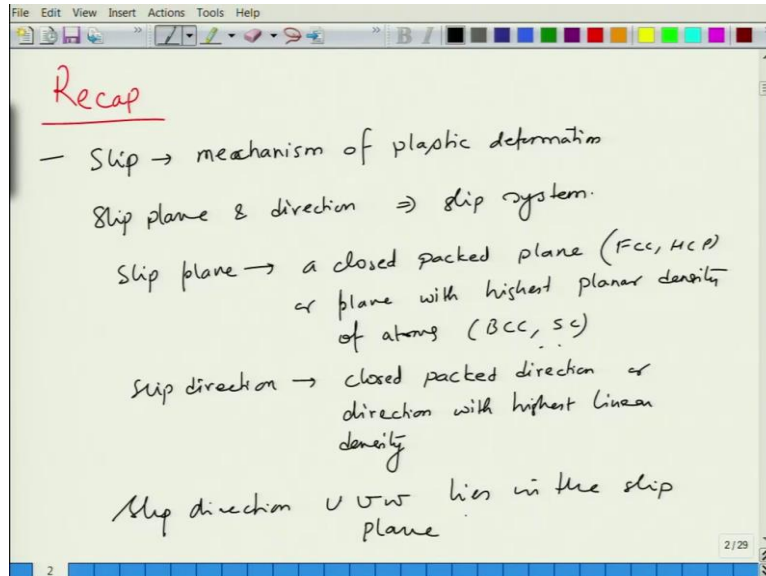 File Edit View Insert Actions Tools Help
Recap
— Slip → mechanism of plastic deformation
Slip plane & direction ⇒ slip system.
Slip plane → a closed packed plane (FCC, HCP)
or plane with highest planar density
of atoms (BCC, SC)
Slip direction → closed packed direction or
direction with highest linear
density
Slip direction u v w lies in the slip
plane
2/29
2